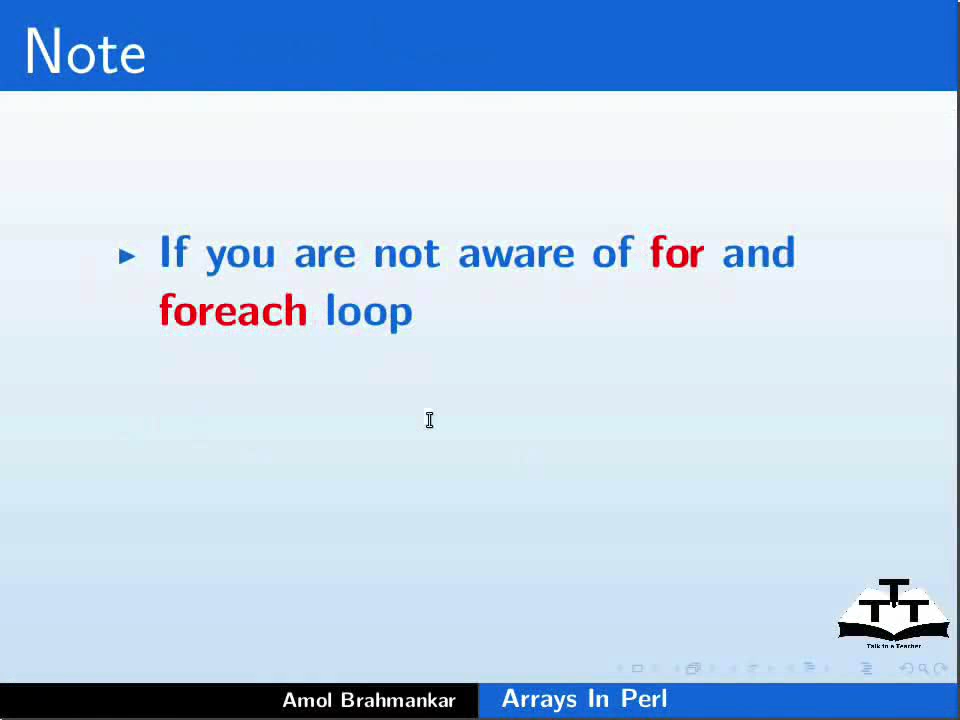 Note
If you are not aware of for and
foreach loop
T
T T
Talk to a Teacher
Amol Brahmankar
Arrays In Perl